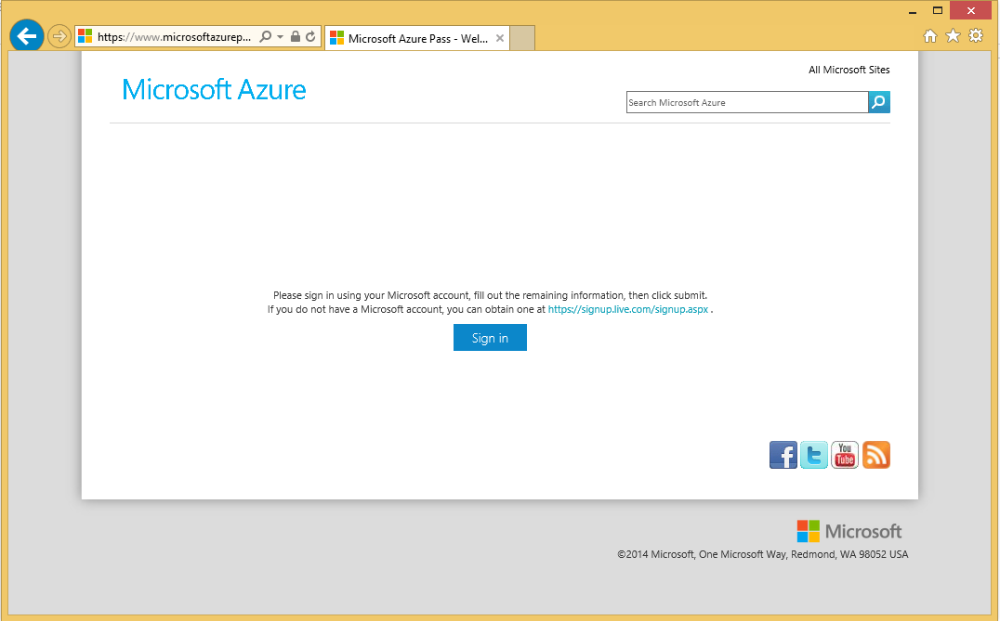 https://www.microsoftazurep...
Microsoft Azure Pass - Wel...
All Microsoft Sites
Microsoft Azure
Search Microsoft Azure
Please sign in using your Microsoft account, fill out the remaining information, then click submit.
If you do not have a Microsoft account, you can obtain one at https://signup.live.com/signup.aspx .
Sign in
You
Tube
Microsoft
©2014 Microsoft, One Microsoft Way, Redmond, WA 98052 USA